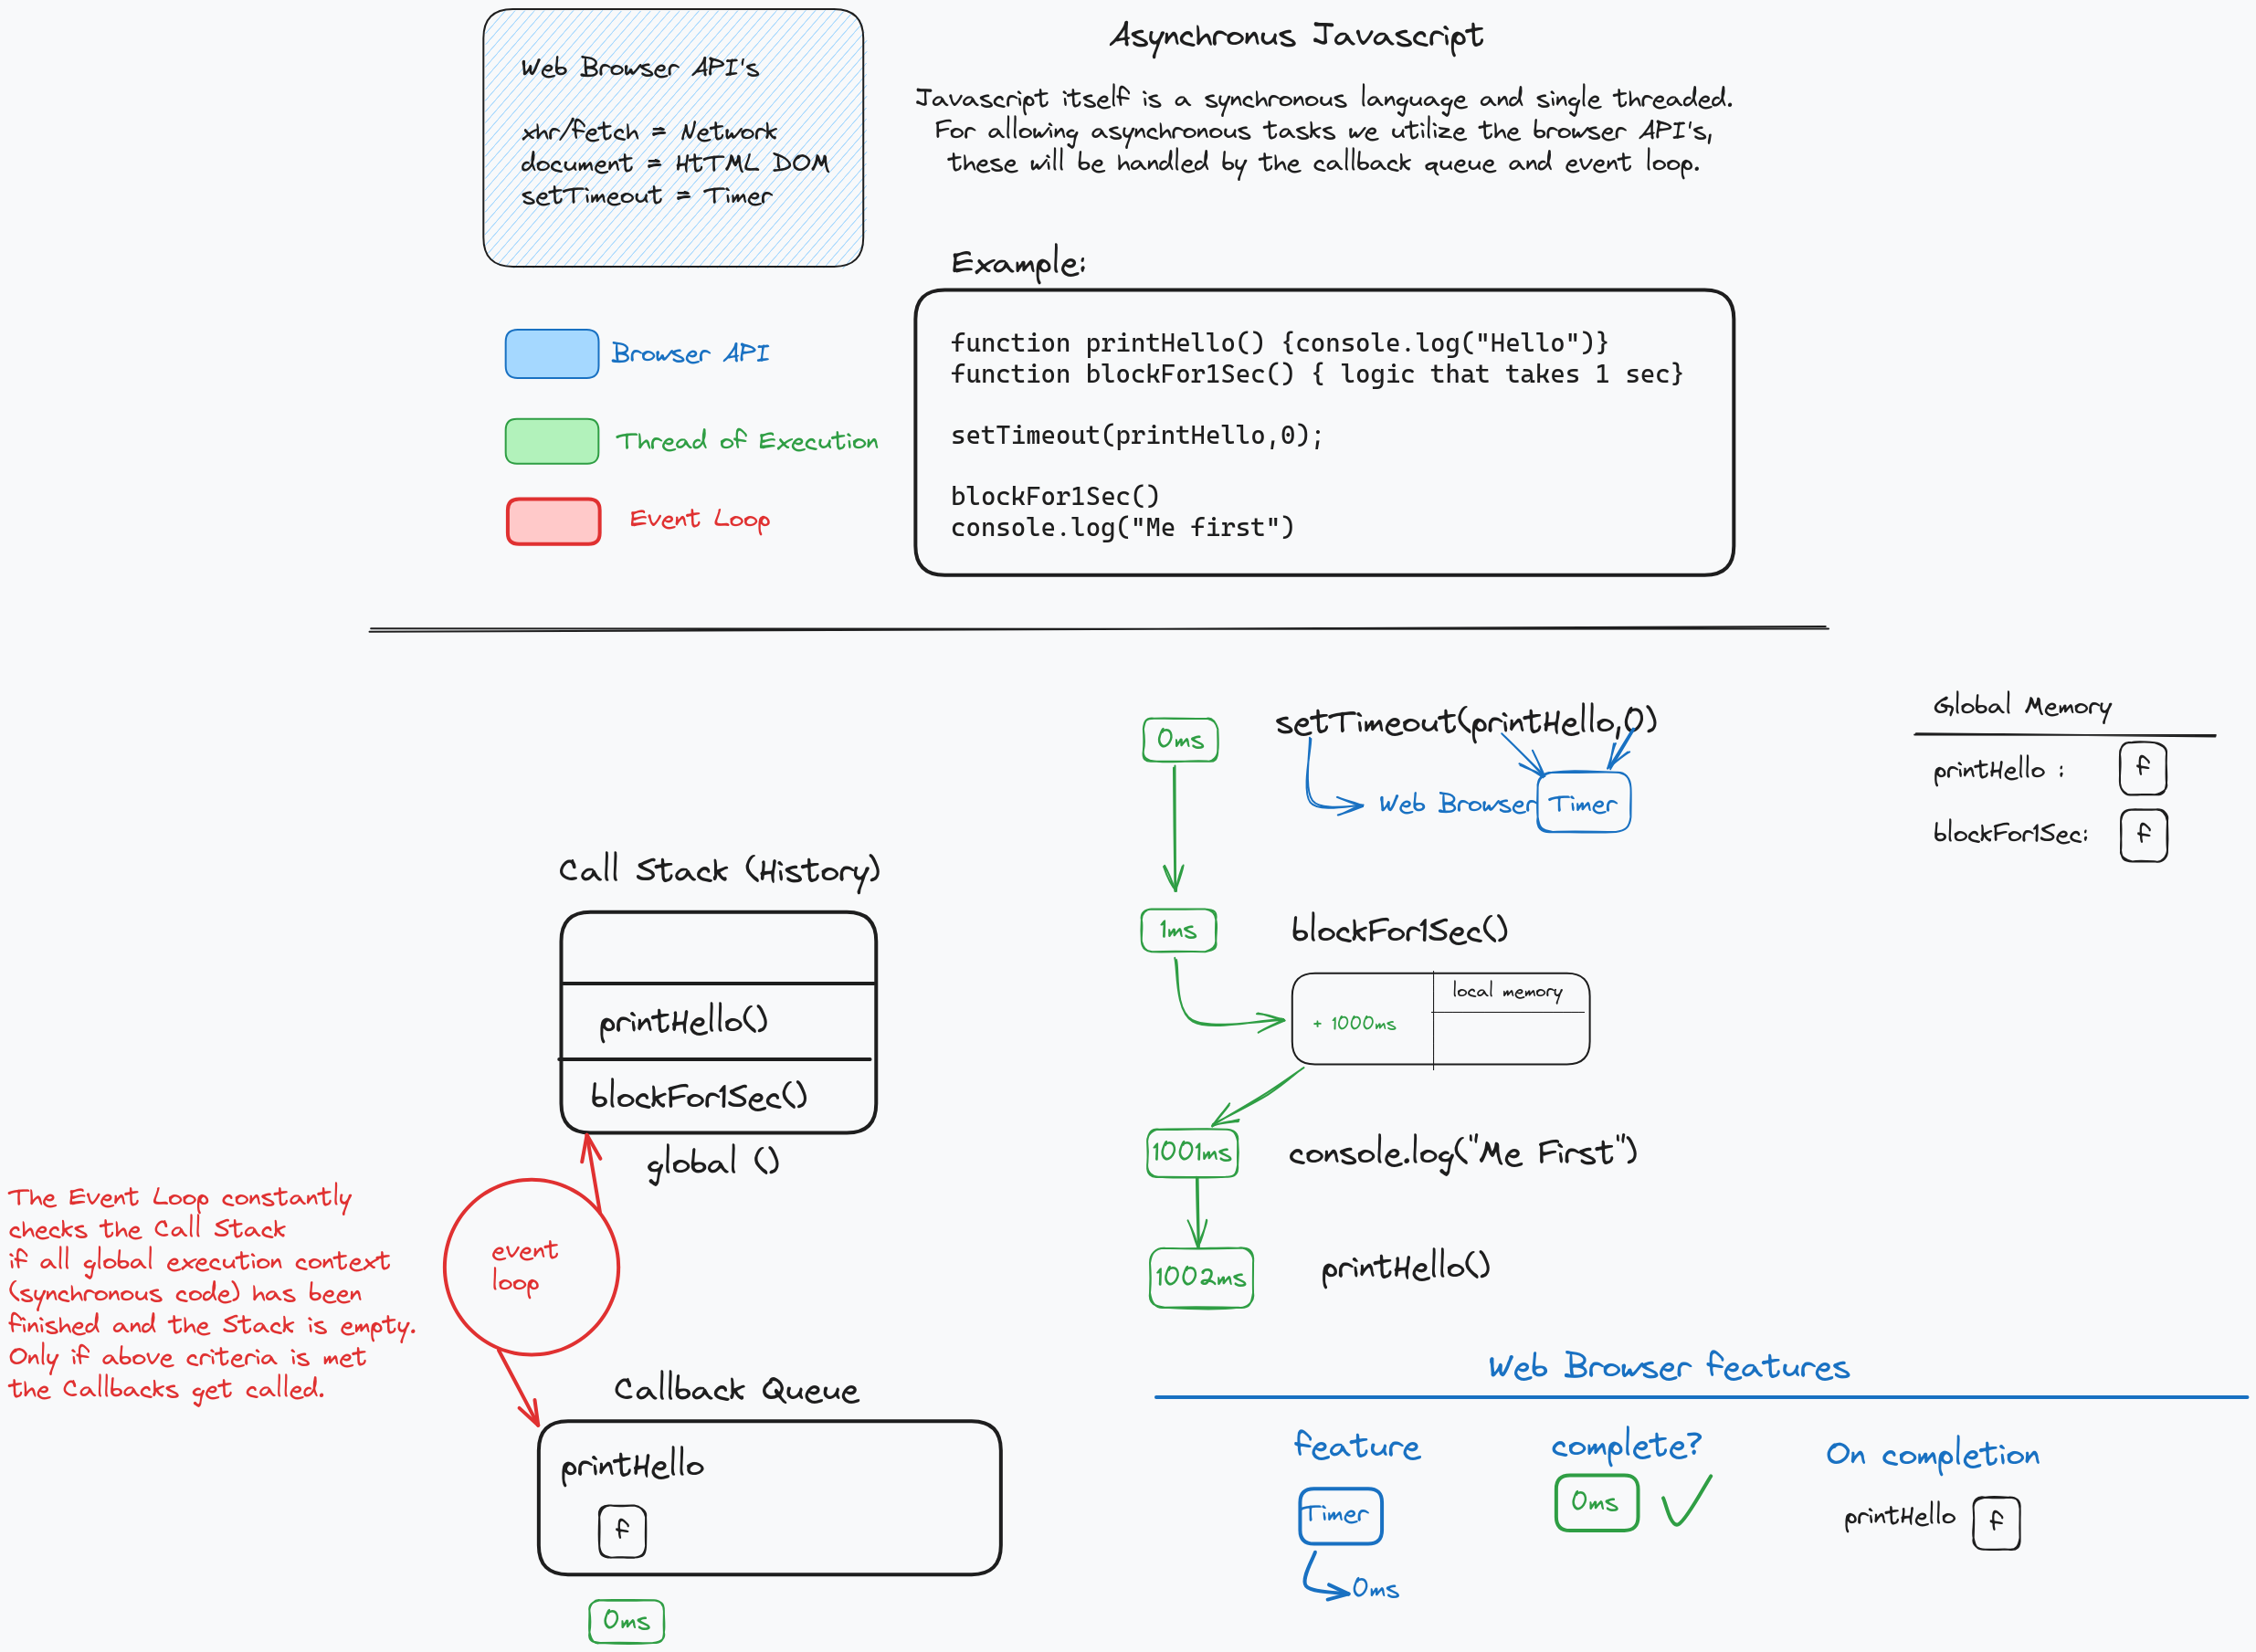 Asynchronus Javascript
Web Browser API's
xhr/fetch = Network
document = HtTML DOM
setTimeout = Timer
Javascript itself is a synchronous language and single threaded.
For allowing asynchronous tasks we utilize the browser API's,
these will be handled by the callback queue and event loop.
Browser API
Thread of Execution
Event Loop
Example:
function printHello() {console.log("Hello")}
function blockFor1Sec() { logic that takes 1 sec}
setTimeout(printHello,0);
blockFor1Sec()
console.log("Me first")
Call Stack (History)
printHello()
blockFor1Sec()
global ()
The Event Loop constantly
checks the Call Stack
if all global execution context
(synchronous code) has been
finished and the Stack is empty.
Only if above criteria is met
the Callbacks get called.
event
loop
Callback Queue
printHello
f
0ms
0ms
setTimeout(printHello,0)
Web Browser Timer
1ms
blockFor1Sec()
+ 1000ms
local memory
1001ms
console.log("Me First")
1002ms
printHello()
Global Memory
printHello : f
blockFor1Sec: f
Web Browser features
feature
complete?
On completion
Timer
0ms
printHello f
0ms